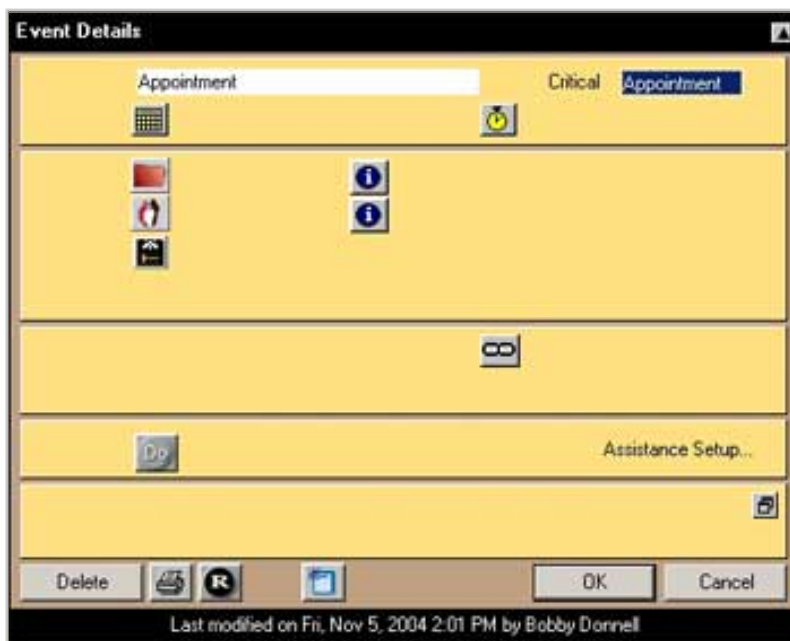 Event Details
Appointment Critical Appointment
Do
Assistance Setup...
Delete R OK Cancel
Last modified on Fri, Nov 5, 2004 2:01 PM by Bobby Donnell